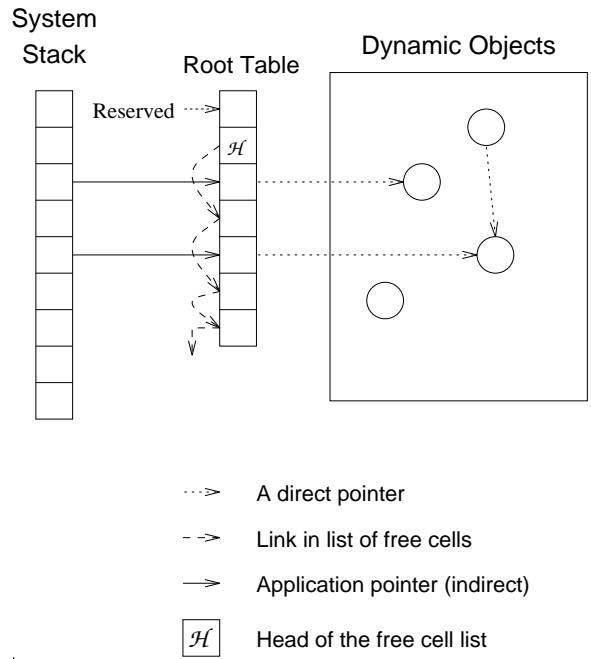 System
Stack
Root Table
Dynamic Objects
Reserved
ℋ
A direct pointer
Link in list of free cells
Application pointer (indirect)
ℋ Head of the free cell list